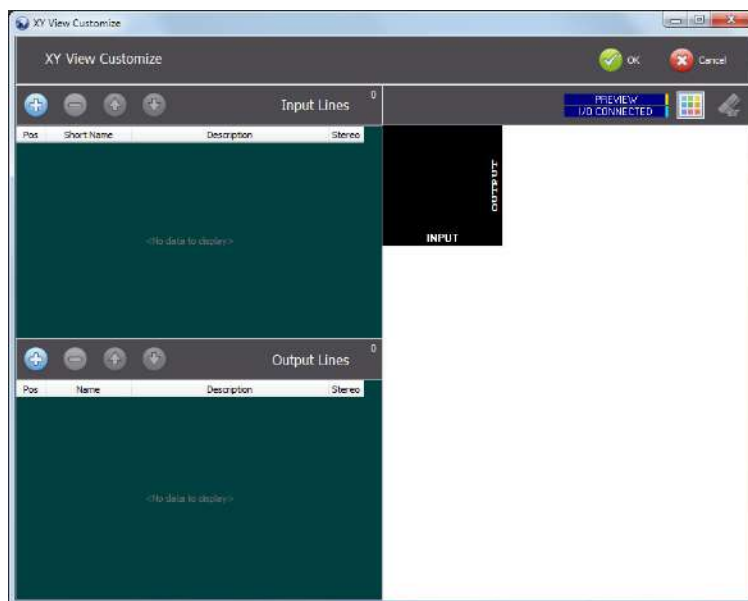 XY View Customize
XY View Customize
OK
Cancel
Input Lines
0
PREVIEW
I/O CONNECTED
Pos Short Name Description Stereo
<No data to display>
OUTPUT
INPUT
Output Lines
0
Pos Name Description Stereo
<No data to display>